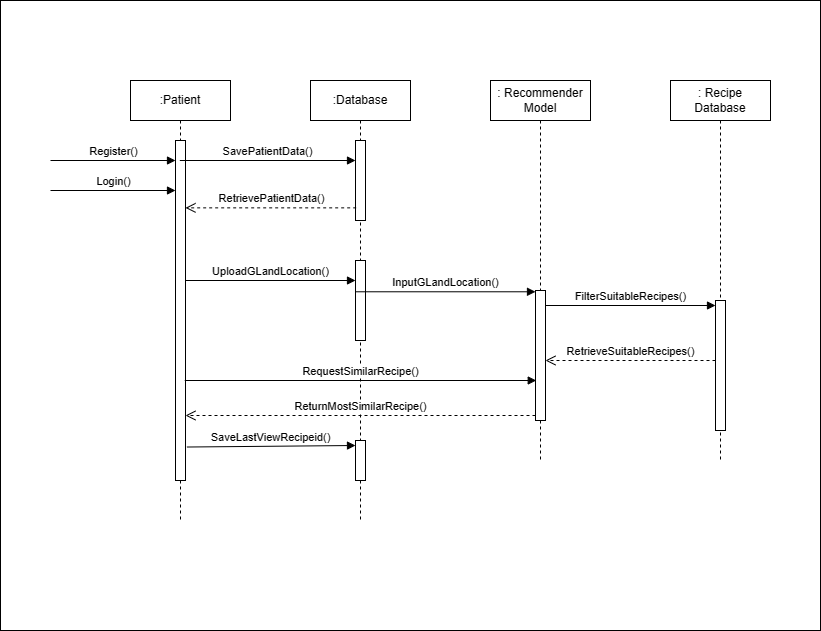 :Patient
:Database
: Recommender
Model
: Recipe
Database
Register()
SavePatientData()
Login()
RetrievePatientData()
UploadGLandLocation()
InputGLandLocation()
FilterSuitableRecipes()
RetrieveSuitableRecipes()
RequestSimilarRecipe()
ReturnMostSimilarRecipe()
SaveLastViewRecipeid()